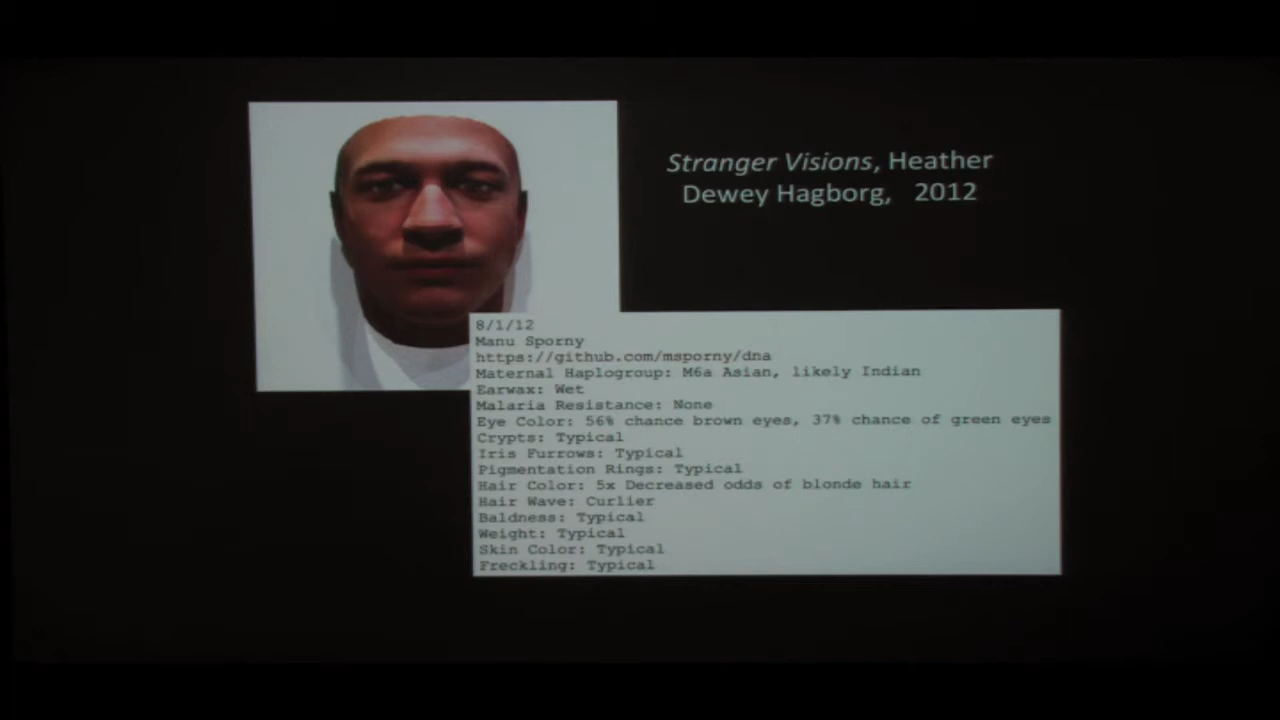 Stranger Visions, Heather
Dewey Hagborg, 2012
8/1/12
Manu Sporny
https://github.com/msporny/dna
Maternal Haplogroup: M6a Asian, likely Indian
Earwax: Wet
Malaria Resistance: None
Eye Color: 56% chance brown eyes, 37% chance of green eyes
Crypts: Typical
Iris Furrows: Typical
Pigmentation Rings: Typical
Hair Color: 5x Decreased odds of blonde hair
Hair Wave: Curlier
Baldness: Typical
Weight: Typical
Skin Color: Typical
Freckling: Typical